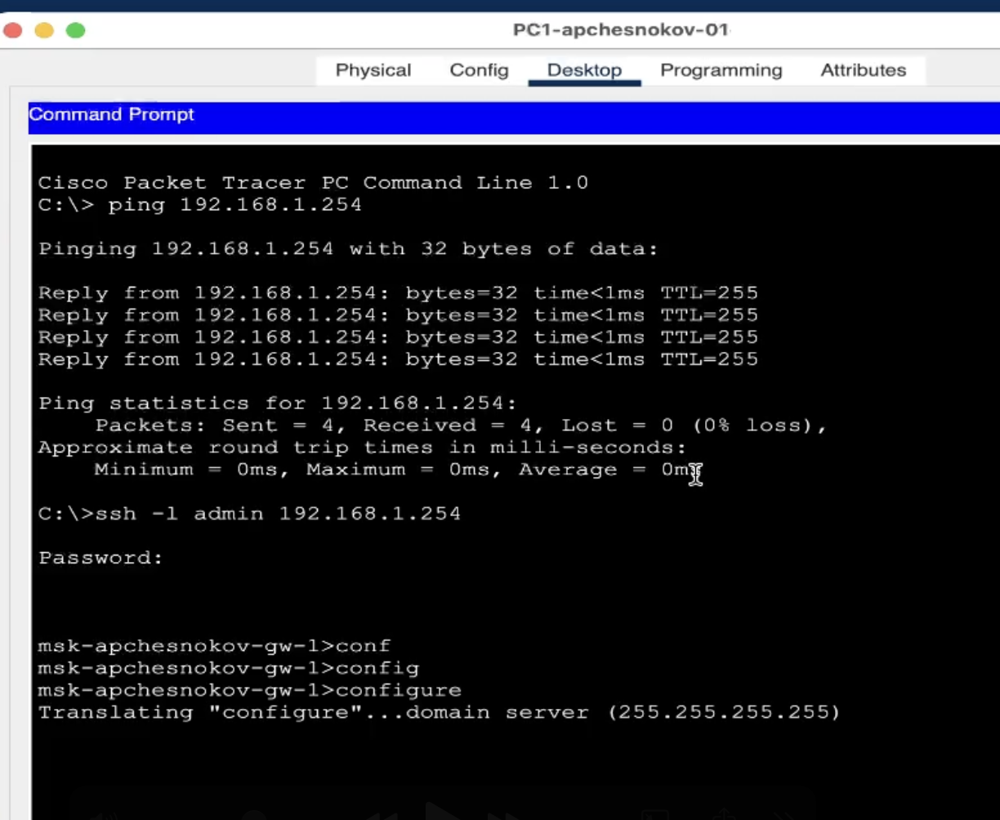 PC1-apchesnokov-01
Physical Config Desktop Programming Attributes
Command Prompt
Cisco Packet Tracer PC Command Line 1.0
C:\> ping 192.168.1.254
Pinging 192.168.1.254 with 32 bytes of data:
Reply from 192.168.1.254: bytes=32 time<1ms TTL=255
Reply from 192.168.1.254: bytes=32 time<1ms TTL=255
Reply from 192.168.1.254: bytes=32 time<1ms TTL=255
Reply from 192.168.1.254: bytes=32 time<1ms TTL=255
Ping statistics for 192.168.1.254:
Packets: Sent = 4, Received = 4, Lost = 0 (0% loss),
Approximate round trip times in milli-seconds:
Minimum = 0ms, Maximum = 0ms, Average = 0ms
C:\>ssh -l admin 192.168.1.254
Password:
msk-apchesnokov-gw-1>conf
msk-apchesnokov-gw-1>config
msk-apchesnokov-gw-1>configure
Translating "configure"...domain server (255.255.255.255)